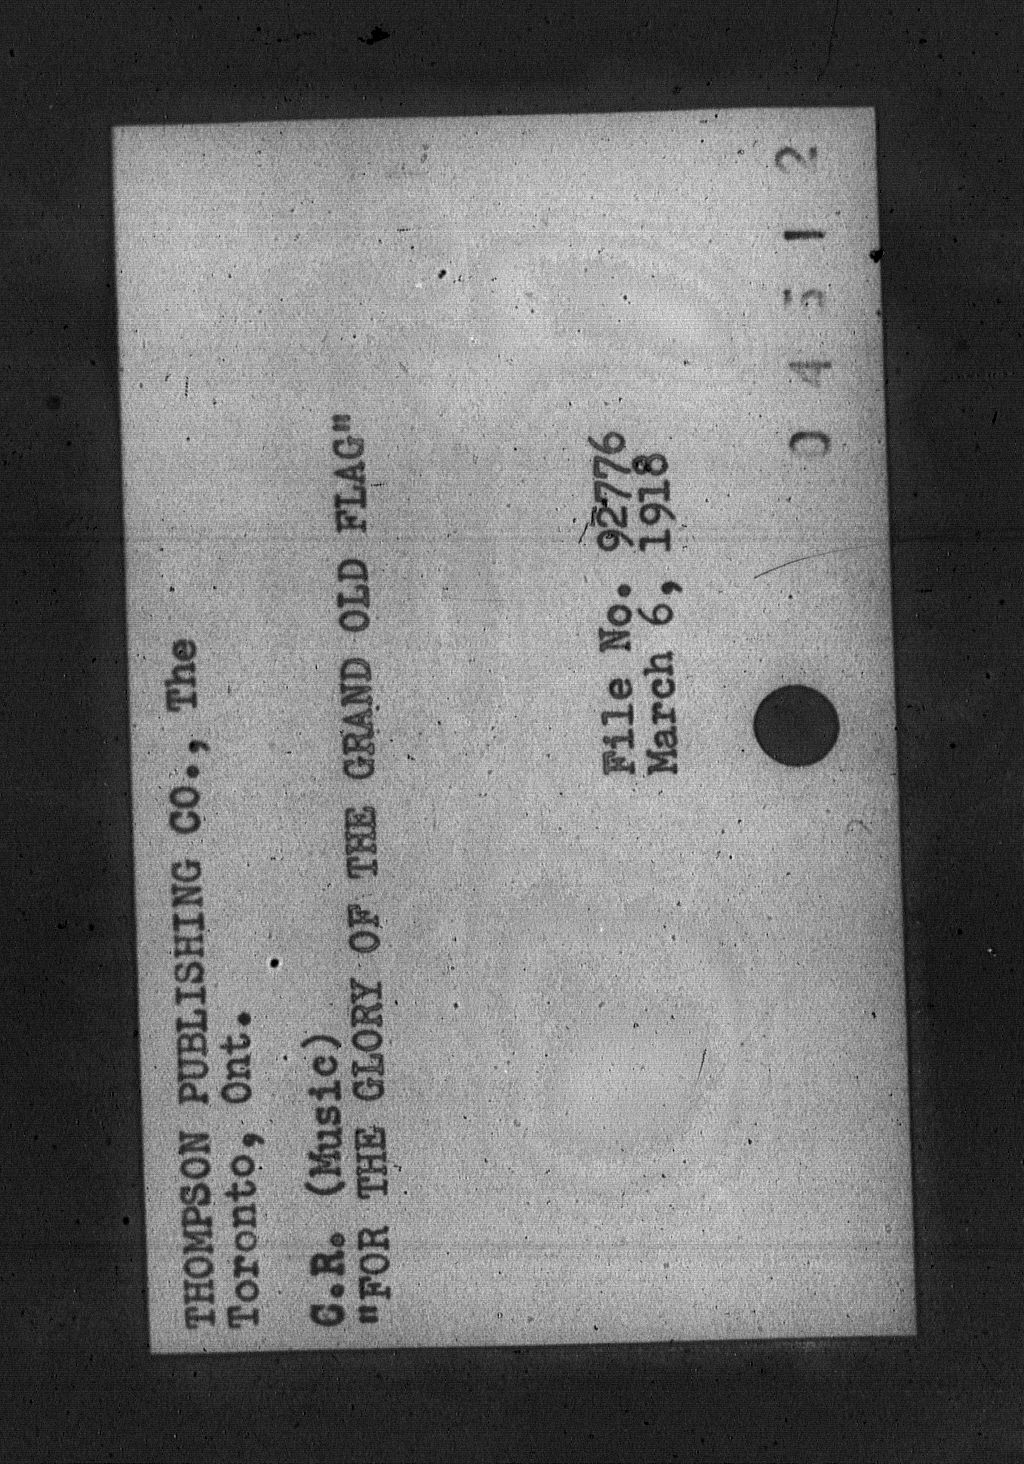 THOMPSON PUBLISHING CO., The
Toronto, Ont.
C.R. (Music)
"FOR THE GLORY OF THE GRAND OLD FLAG"
File No. 92776
March 6, 1918
0 4 5 1 2